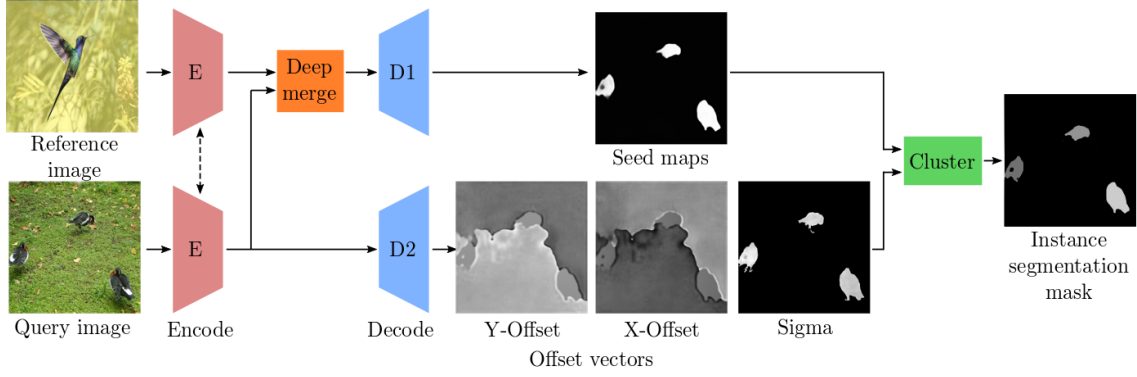 Reference
image
E
Deep
merge
D1
Seed maps
Cluster
Instance
segmentation
mask
Query image
E
Encode
D2
Decode
Y-Offset
X-Offset
Sigma
Offset vectors